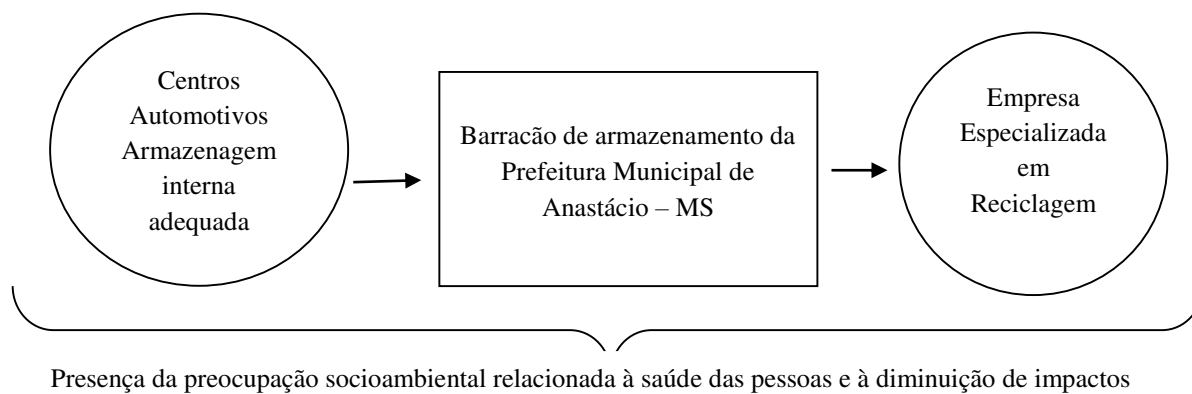 Centros
Automotivos
Armazenagem
interna
adequada
Barracão de armazenamento da
Prefeitura Municipal de
Anastácio – MS
Empresa
Especializada
em
Reciclagem
Presença da preocupação socioambiental relacionada à saúde das pessoas e à diminuição de impactos